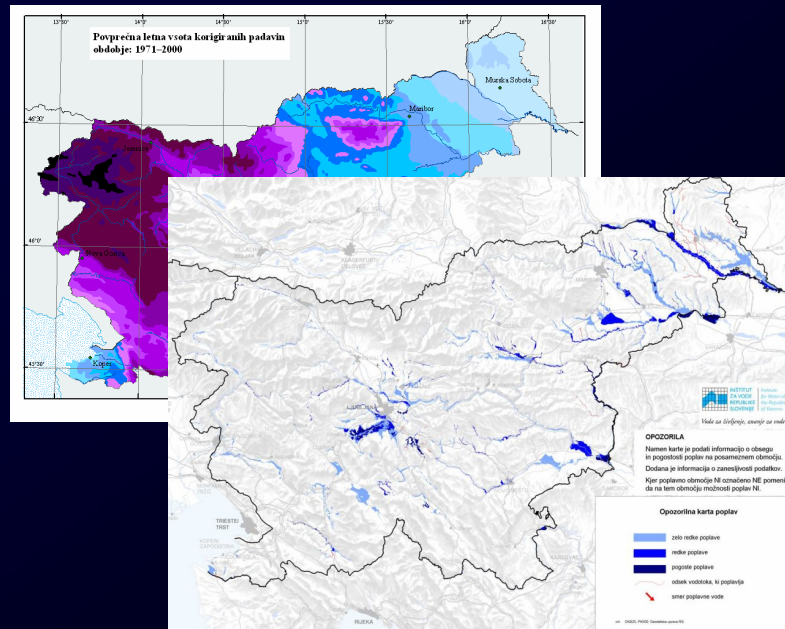 13°30'
14°0'
14°30'
15°0'
15°30'
16°0'
16°30'
Povprečna letna vsota korigiranih padavin
obdobje: 1971–2000
Murska Sobota
Maribor
46°30'
Jesenice
46°0'
Nova Gorica
45°30'
Koper
KLAGENFURT
LJUBLJANA
TRIESTE/
TRST
RIJEKA
INSTITUT
ZA VODE
REPUBLIKE
SLOVENIJE
Voda za življenje, znanje za vodo
OPOZORILA
Namen karte je podati informacijo o obsegu
in pogostosti poplav na posameznem območju.
Dodana je informacija o zanesljivosti podatkov.
Kjer poplavno območje NI označeno NE pomeni,
da na tem območju možnosti poplav NI.
Opozorilna karta poplav
zelo redke poplave
redke poplave
pogoste poplave
odsek vodotoka, ki poplavlja
smer poplavne vode